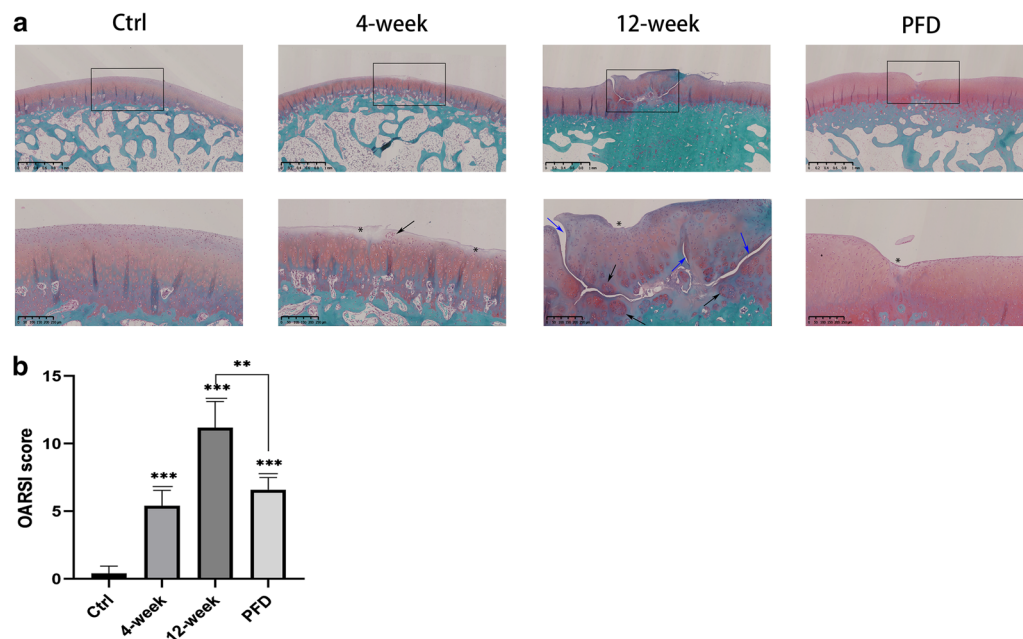 a
Ctrl
4-week
12-week
PFD
*
*
*
*
b
15
10
5
0
OARSI score
***
***
**
***
Ctrl
4-week
12-week
PFD